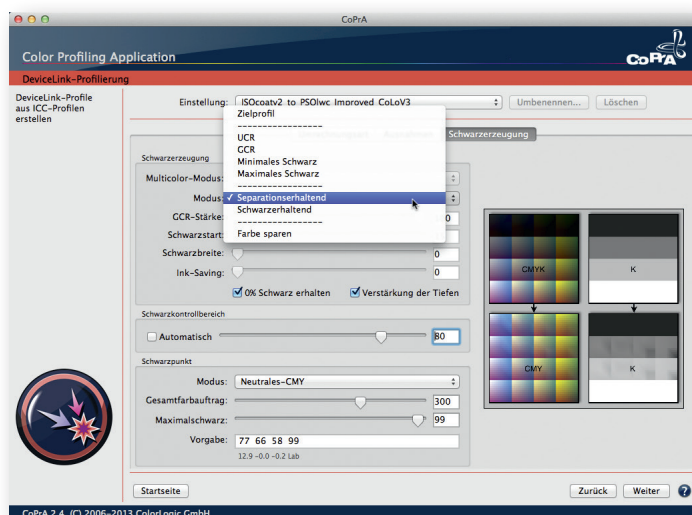 CoPrA
Color Profiling Application
CoPrA
DeviceLink-Profilierung
DeviceLink-Profile
aus ICC-Profilen
erstellen
Einstellung: ISOcoatv2 to PSOlwc Improved CoLoV3
Umbenennen...
Löschen
Zielprofil
UCR
GCR
Minimales Schwarz
Maximales Schwarz
✓ Separationserhaltend
Schwarzerhaltend
Farbe sparen
Schwarzerzeugung
Schwarzerzeugung
Multicolor-Modus:
Modus:
GCR-Stärke: 0
Schwarzstart:
Schwarzbreite: 0
Ink-Saving: 0
0% Schwarz erhalten
Verstärkung der Tiefen
Schwarzkontrollbereich
Automatisch 80
Schwarzpunkt
Modus: Neutrales-CMY
Gesamtfarbauftrag: 300
Maximalschwarz: 99
Vorgabe: 77 66 58 99
12.9 -0.0 -0.2 Lab
CMYK
K
CMY
K
Startseite
Zurück
Weiter
?
CoPrA 2.4 (C) 2006-2013 ColorLogic GmbH